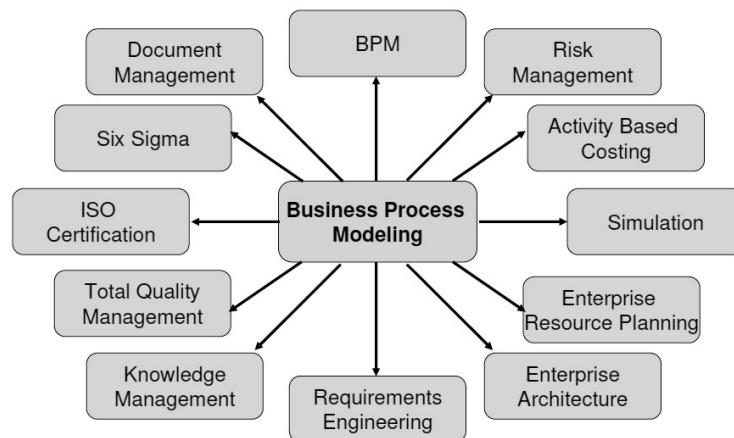 BPM
Document
Management
Risk
Management
Six Sigma
Activity Based
Costing
ISO
Certification
Business Process
Modeling
Simulation
Total Quality
Management
Enterprise
Resource Planning
Knowledge
Management
Requirements
Engineering
Enterprise
Architecture